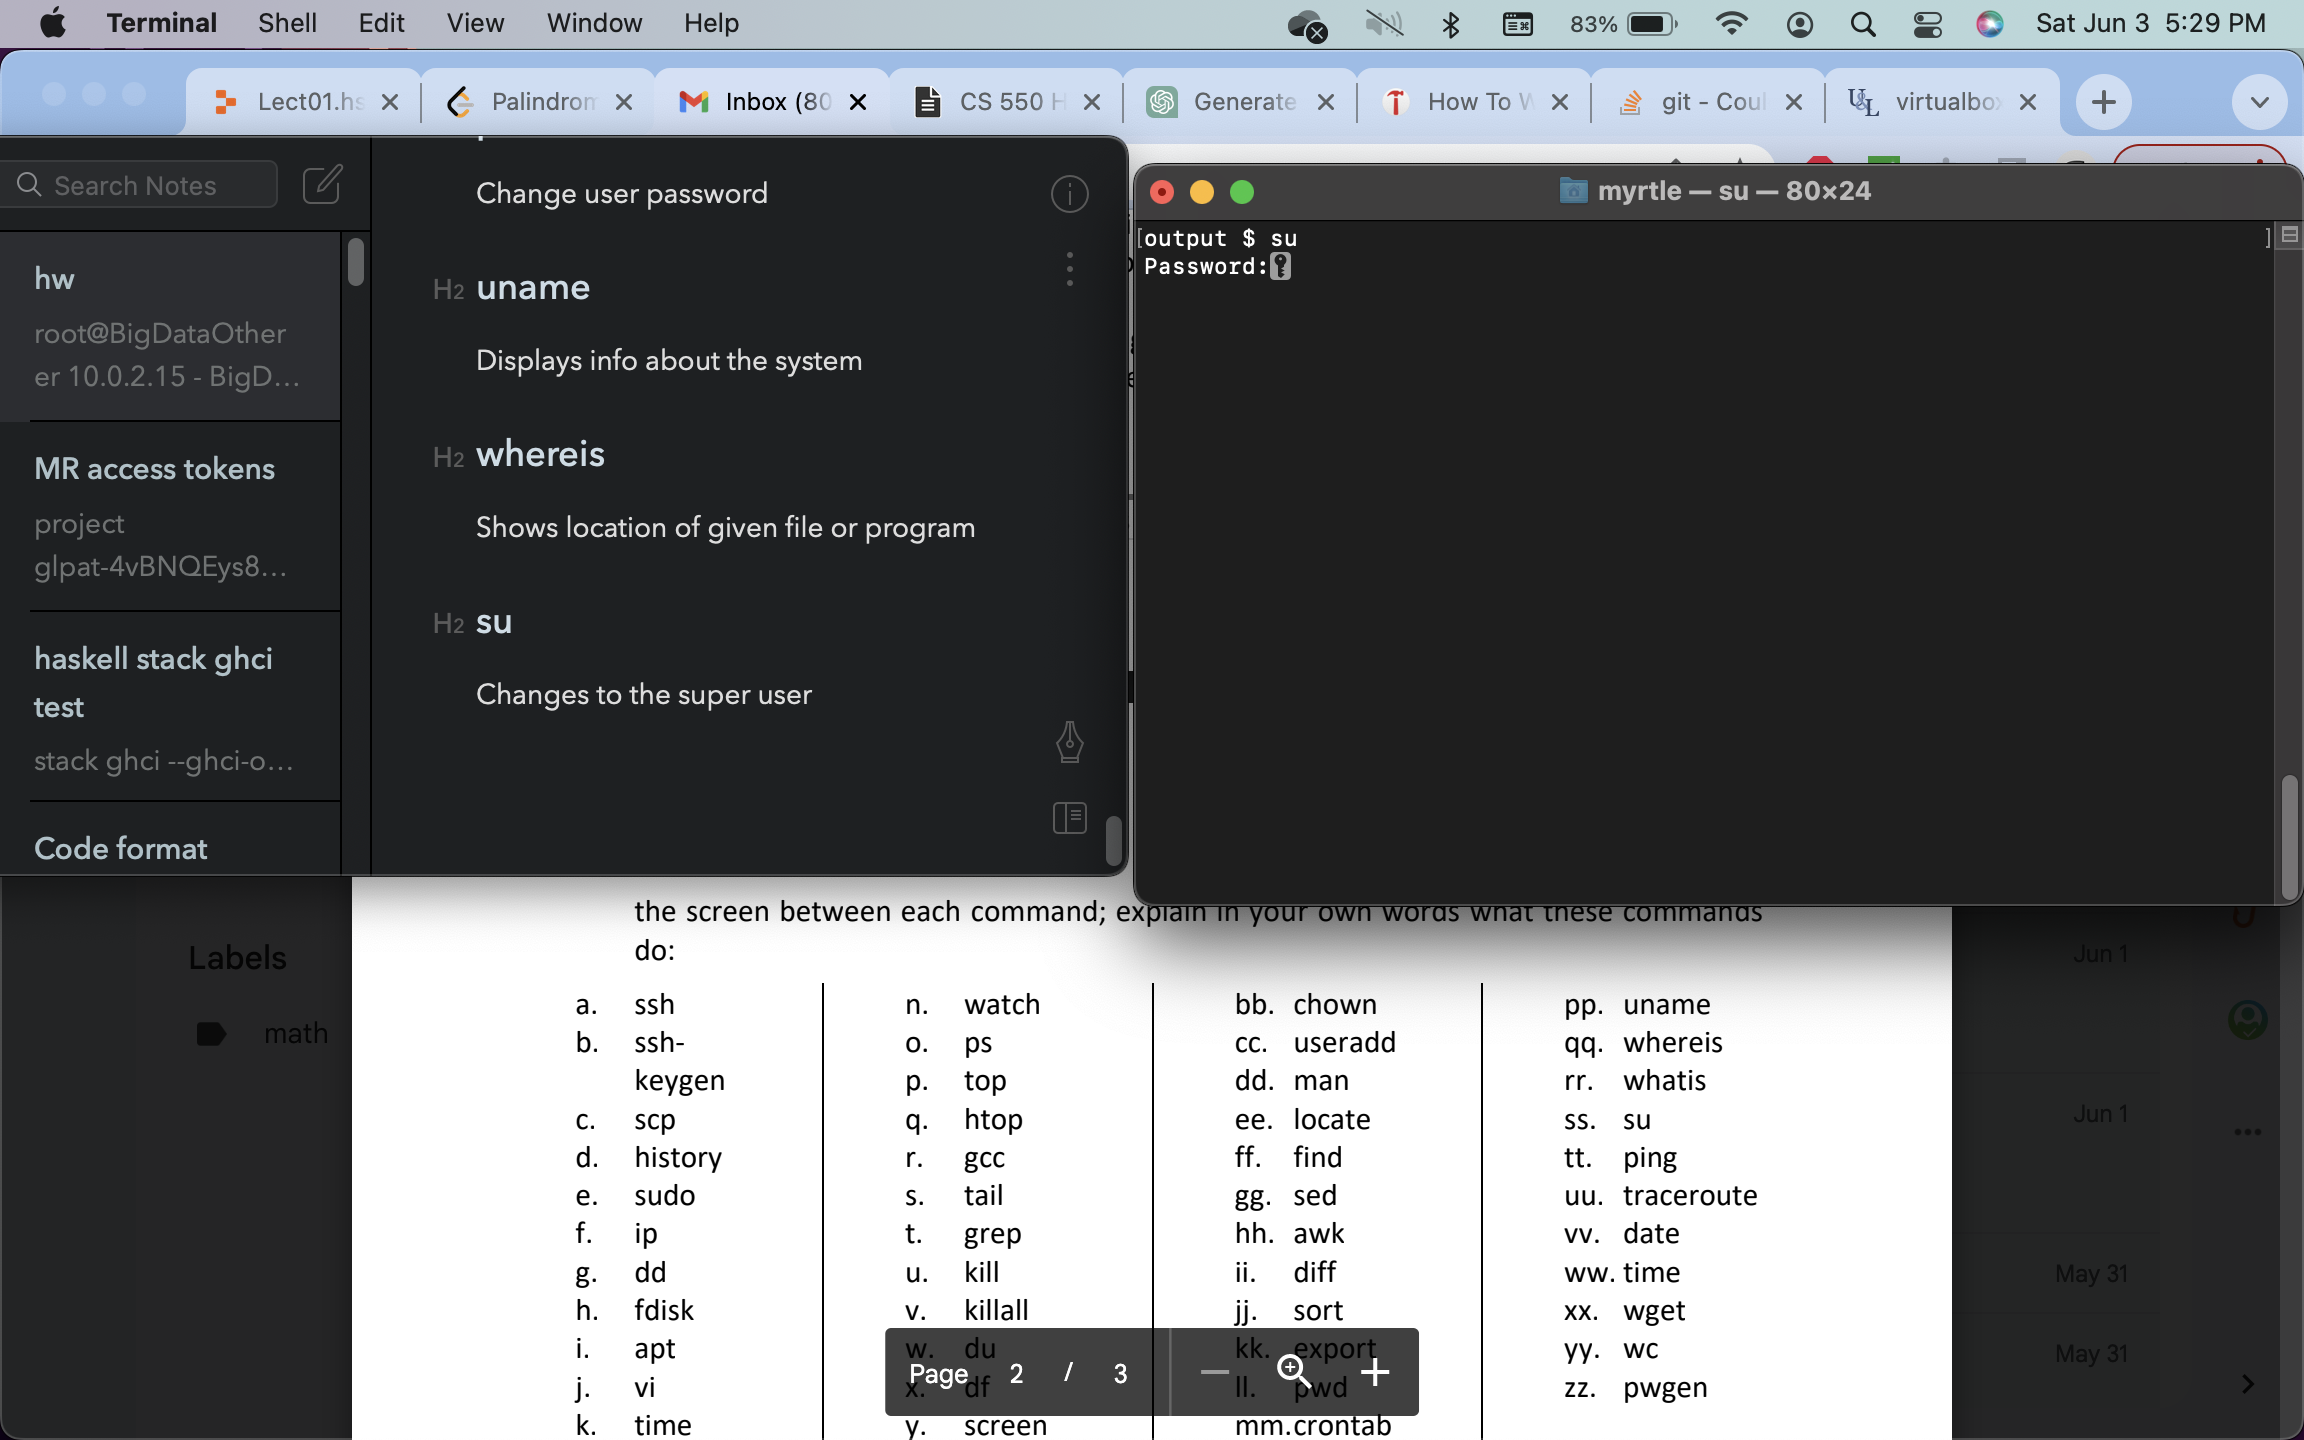 Terminal Shell Edit View Window Help 83% Sat Jun 3 5:29 PM
Lect01.hs Palindrom Inbox (80 CS 550 H Generate How To git - Coul virtualbo
Search Notes
hw
root@BigDataOther
er 10.0.2.15 - BigD...
MR access tokens
project
glpat-4vBNQEys8...
haskell stack ghci
test
stack ghci --ghci-o...
Code format
Change user password
H2 uname
Displays info about the system
H2 whereis
Shows location of given file or program
H2 su
Changes to the super user
myrtle — su — 80×24
[output $ su ]
Password:
the screen between each command; explain in your own words what these commands
do:
a. ssh
b. ssh-
keygen
c. scp
d. history
e. sudo
f. ip
g. dd
h. fdisk
i. apt
j. vi
k. time
n. watch
o. ps
p. top
q. htop
r. gcc
s. tail
t. grep
u. kill
v. killall
w. du
x. df
y. screen
bb. chown
cc. useradd
dd. man
ee. locate
ff. find
gg. sed
hh. awk
ii. diff
jj. sort
kk. export
ll. pwd
mm. crontab
pp. uname
qq. whereis
rr. whatis
ss. su
tt. ping
uu. traceroute
vv. date
ww. time
xx. wget
yy. wc
zz. pwgen
Page 2 / 3
Labels
math
Jun 1
Jun 1
May 31
May 31